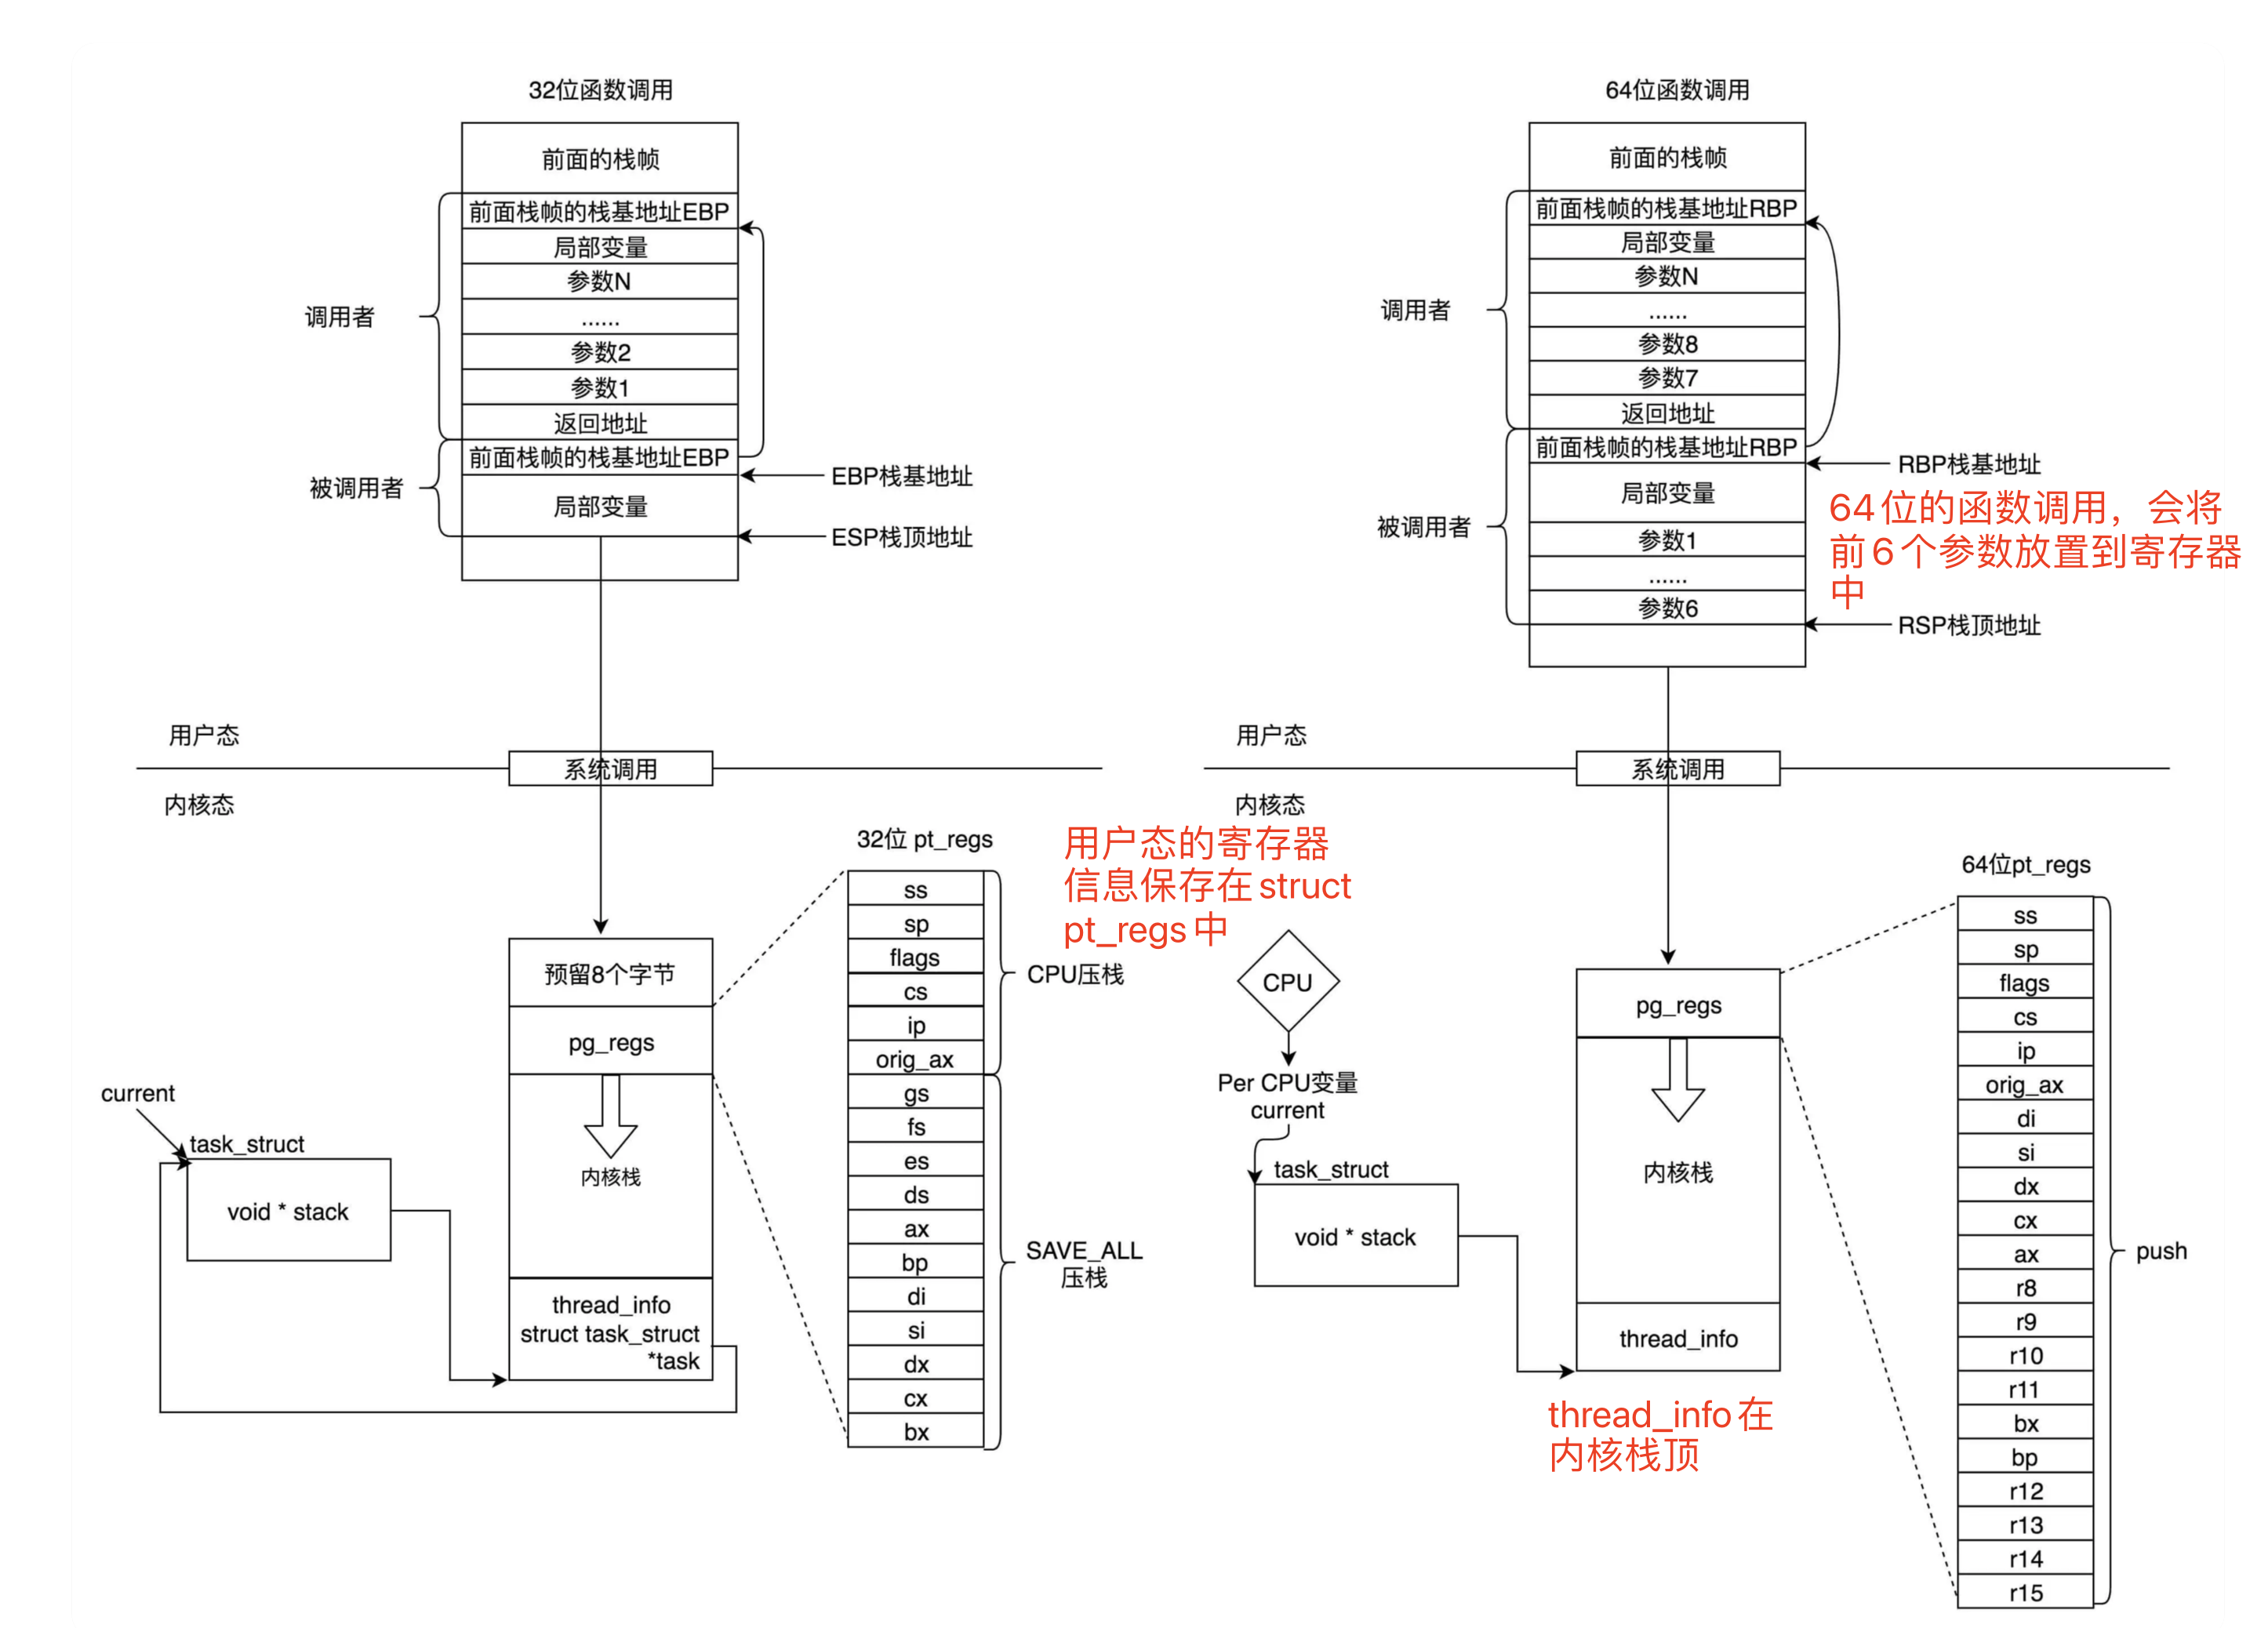 32位函数调用
前面的栈帧
前面栈帧的栈基地址EBP
局部变量
参数N
......
参数2
参数1
返回地址
前面栈帧的栈基地址EBP
局部变量
调用者
被调用者
EBP栈基地址
ESP栈顶地址
用户态
系统调用
内核态
预留8个字节
pg_regs
内核栈
thread_info
struct task_struct
*task
current
task_struct
void * stack
32位 pt_regs
ss
sp
flags
cs
ip
orig_ax
gs
fs
es
ds
ax
bp
di
si
dx
cx
bx
CPU压栈
SAVE_ALL
压栈
用户态的寄存器
信息保存在 struct
pt_regs 中
64位函数调用
前面的栈帧
前面栈帧的栈基地址RBP
局部变量
参数N
......
参数8
参数7
返回地址
前面栈帧的栈基地址RBP
局部变量
参数1
......
参数6
调用者
被调用者
RBP栈基地址
64 位的函数调用，会将
前 6 个参数放置到寄存器
中
RSP栈顶地址
用户态
系统调用
内核态
CPU
Per CPU变量
current
task_struct
void * stack
pg_regs
内核栈
thread_info
thread_info 在
内核栈顶
64位pt_regs
ss
sp
flags
cs
ip
orig_ax
di
si
dx
cx
ax
r8
r9
r10
r11
bx
bp
r12
r13
r14
r15
push